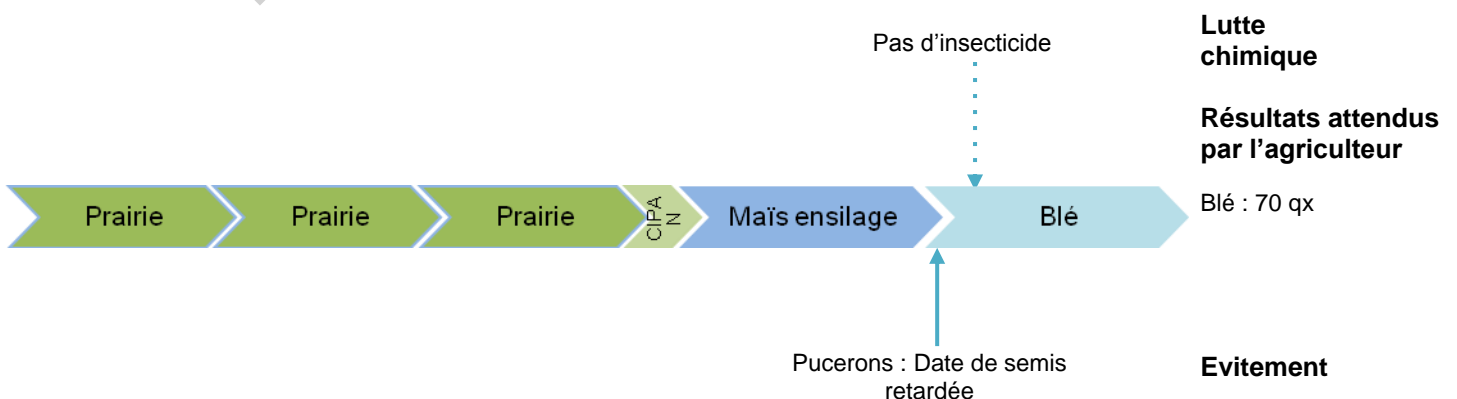 Pas d'insecticide
Lutte
chimique
Résultats attendus
par l'agriculteur
Blé : 70 qx
Prairie
Prairie
Prairie
CIPA
N
Maïs ensilage
Blé
Pucerons : Date de semis
retardée
Evitement